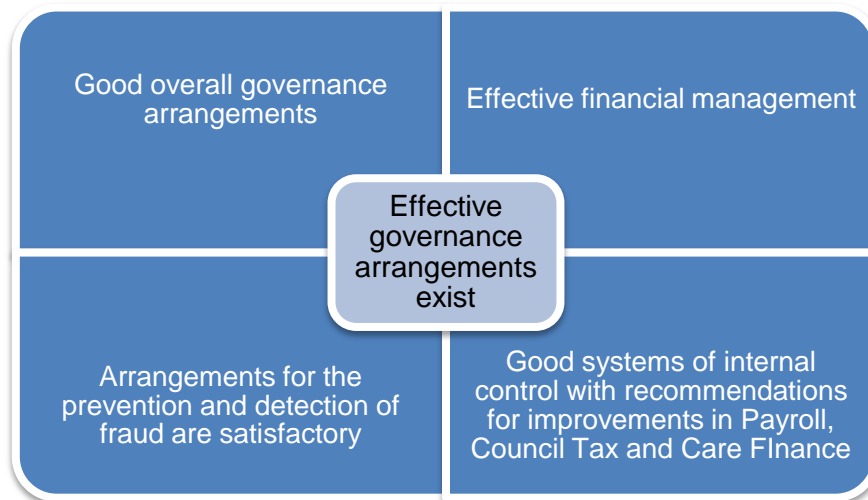 Good overall governance
arrangements
Effective financial management
Effective
governance
arrangements
exist
Arrangements for the
prevention and detection of
fraud are satisfactory
Good systems of internal
control with recommendations
for improvements in Payroll,
Council Tax and Care FInance